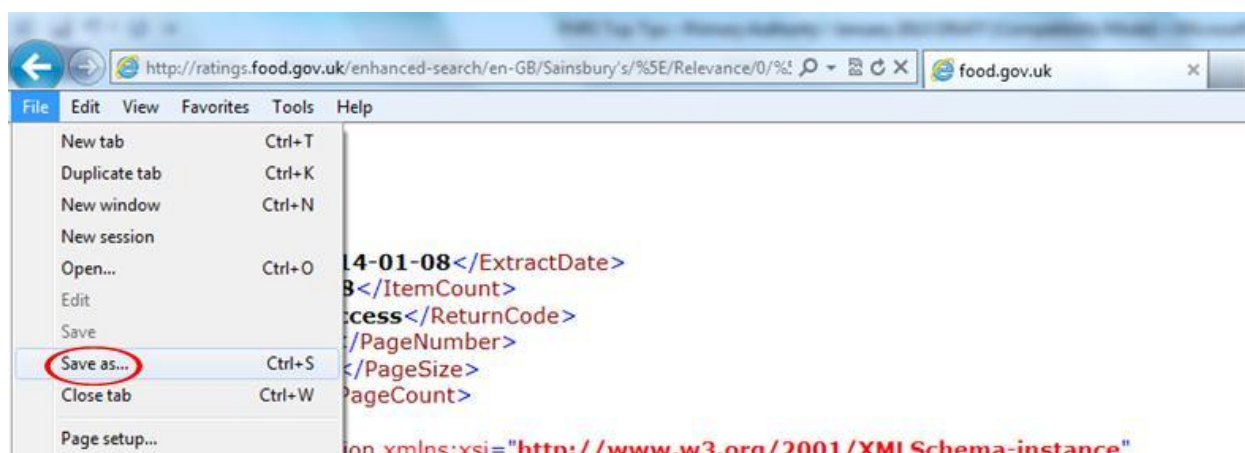 http://ratings.food.gov.uk/enhanced-search/en-GB/Sainsbury's/%5E/Relevance/0/%
food.gov.uk
File Edit View Favorites Tools Help
New tab Ctrl+T
Duplicate tab Ctrl+K
New window Ctrl+N
New session
Open... Ctrl+O
Edit
Save
Save as... Ctrl+S
Close tab Ctrl+W
Page setup...
14-01-08</ExtractDate>
8</ItemCount>
ccess</ReturnCode>
/PageNumber>
</PageSize>
PageCount>
ion xmlns:xsi="http://www.w3.org/2001/XMLSchema-instance"